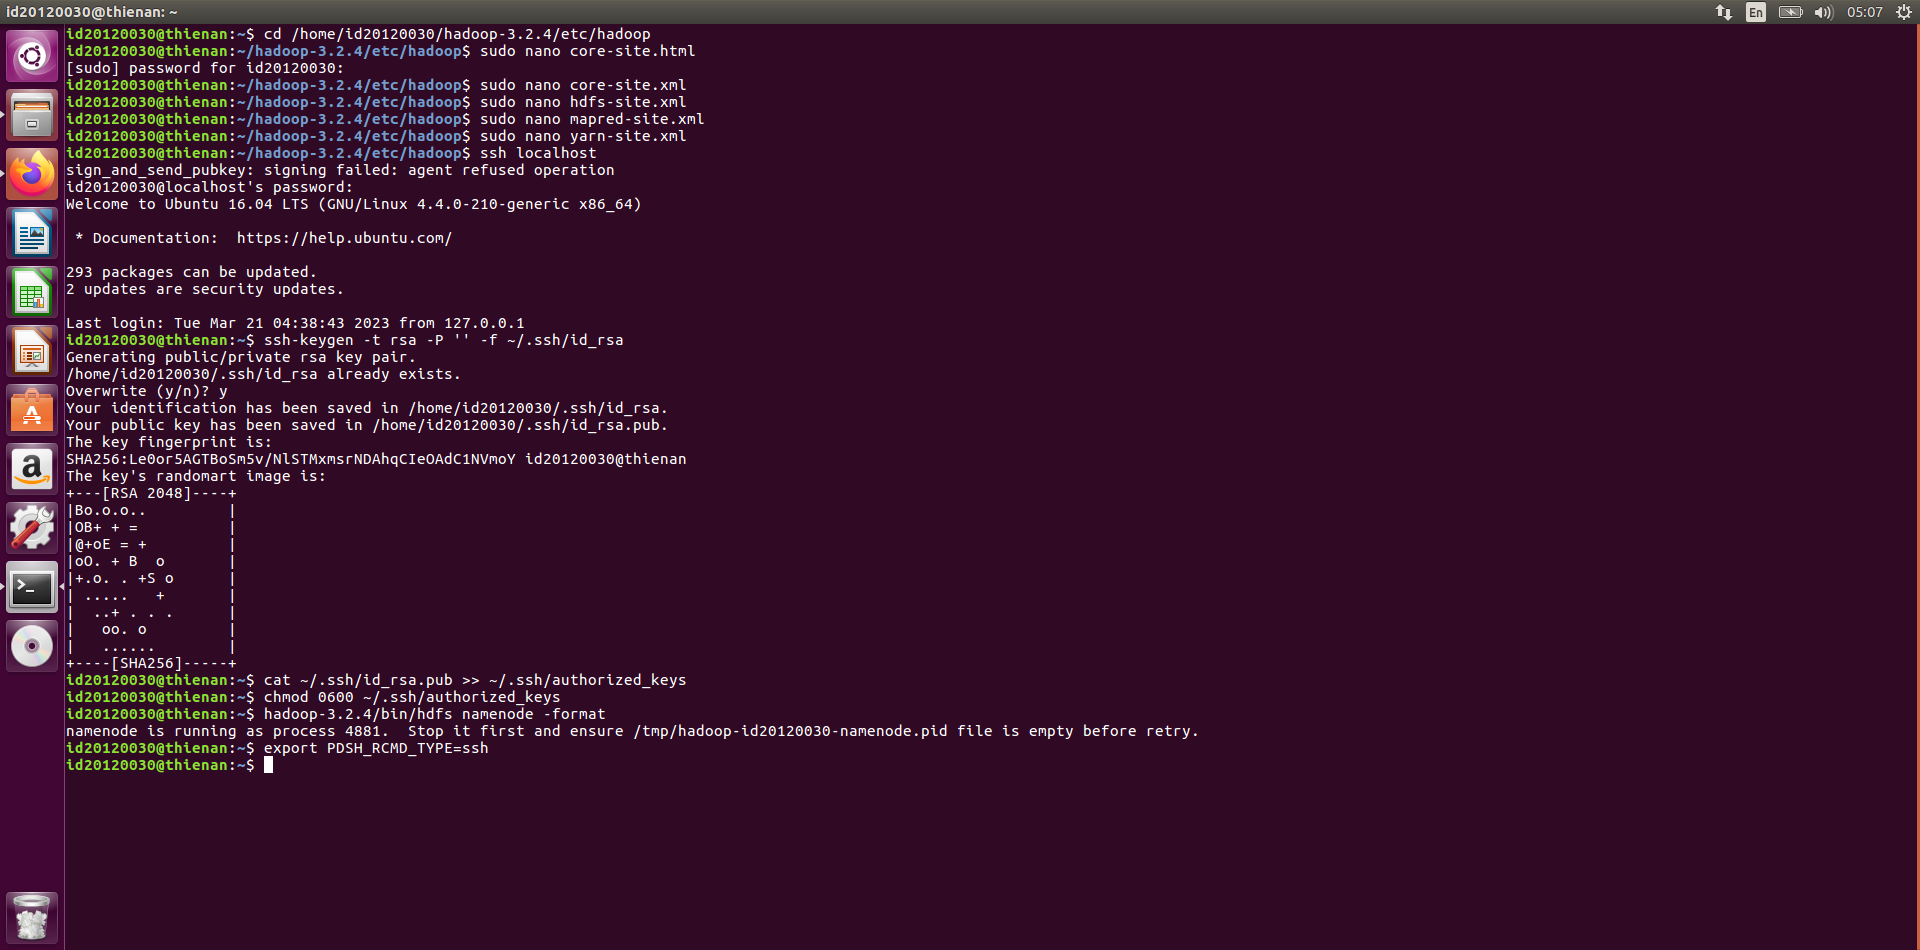 id20120030@thienan: ~
En
05:07
id20120030@thienan:~$ cd /home/id20120030/hadoop-3.2.4/etc/hadoop
id20120030@thienan:~/hadoop-3.2.4/etc/hadoop$ sudo nano core-site.html
[sudo] password for id20120030:
id20120030@thienan:~/hadoop-3.2.4/etc/hadoop$ sudo nano core-site.xml
id20120030@thienan:~/hadoop-3.2.4/etc/hadoop$ sudo nano hdfs-site.xml
id20120030@thienan:~/hadoop-3.2.4/etc/hadoop$ sudo nano mapred-site.xml
id20120030@thienan:~/hadoop-3.2.4/etc/hadoop$ sudo nano yarn-site.xml
id20120030@thienan:~/hadoop-3.2.4/etc/hadoop$ ssh localhost
sign_and_send_pubkey: signing failed: agent refused operation
id20120030@localhost's password:
Welcome to Ubuntu 16.04 LTS (GNU/Linux 4.4.0-210-generic x86_64)
 * Documentation:  https://help.ubuntu.com/
293 packages can be updated.
2 updates are security updates.
Last login: Tue Mar 21 04:38:43 2023 from 127.0.0.1
id20120030@thienan:~$ ssh-keygen -t rsa -P '' -f ~/.ssh/id_rsa
Generating public/private rsa key pair.
/home/id20120030/.ssh/id_rsa already exists.
Overwrite (y/n)? y
Your identification has been saved in /home/id20120030/.ssh/id_rsa.
Your public key has been saved in /home/id20120030/.ssh/id_rsa.pub.
The key fingerprint is:
SHA256:Le0or5AGTBoSm5v/NlSTMxmsrNDAhqCIeOAdC1NVmoY id20120030@thienan
The key's randomart image is:
+---[RSA 2048]----+
|Bo.o.o..         |
|OB+ + =          |
|@+oE = +         |
|oO. + B  o       |
|+.o. . +S o      |
| .....   +       |
|  ..+ . . .      |
|   oo. o         |
|   ......        |
+----[SHA256]-----+
id20120030@thienan:~$ cat ~/.ssh/id_rsa.pub >> ~/.ssh/authorized_keys
id20120030@thienan:~$ chmod 0600 ~/.ssh/authorized_keys
id20120030@thienan:~$ hadoop-3.2.4/bin/hdfs namenode -format
namenode is running as process 4881.  Stop it first and ensure /tmp/hadoop-id20120030-namenode.pid file is empty before retry.
id20120030@thienan:~$ export PDSH_RCMD_TYPE=ssh
id20120030@thienan:~$